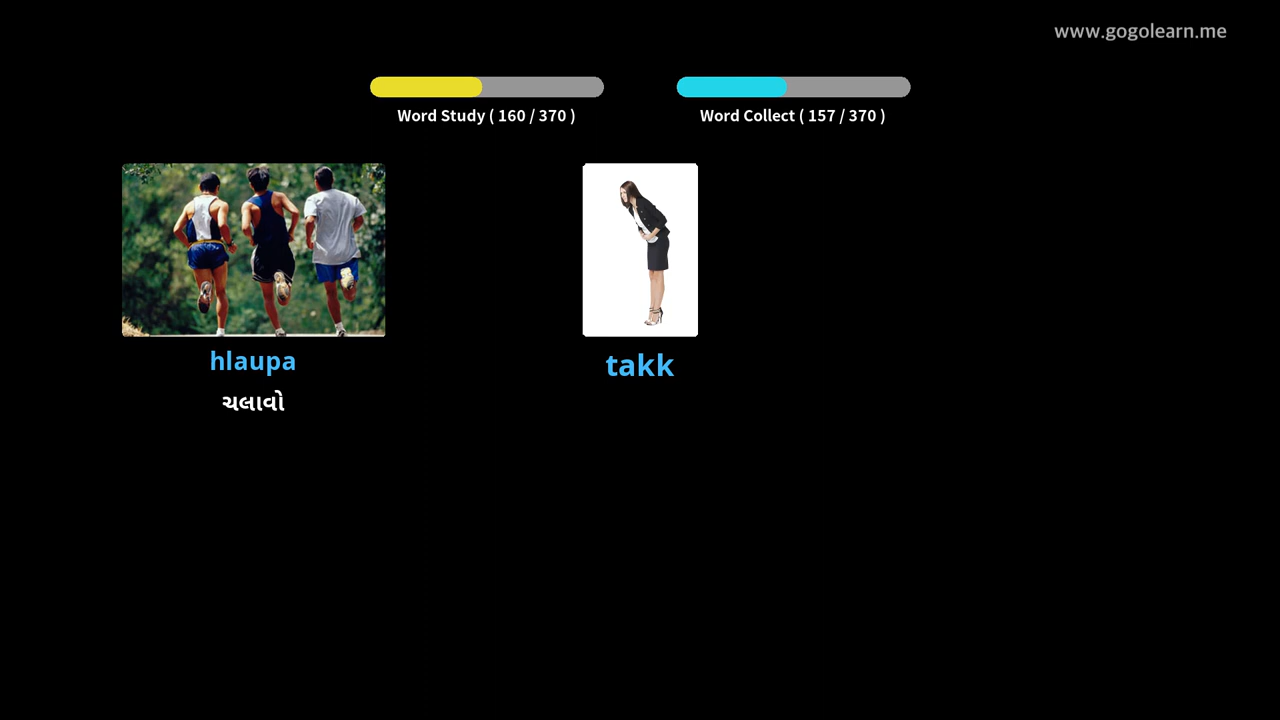 www.gogolearn.me
Word Study ( 160 / 370 )
Word Collect ( 157 / 370 )
hlaupa
ચલાવો
takk